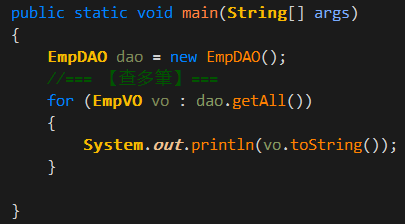 public static void main(String[] args)
{
    EmpDAO dao = new EmpDAO();
    //=== 【查多筆】===
    for (EmpVO vo : dao.getAll())
    {
        System.out.println(vo.toString());
    }
}